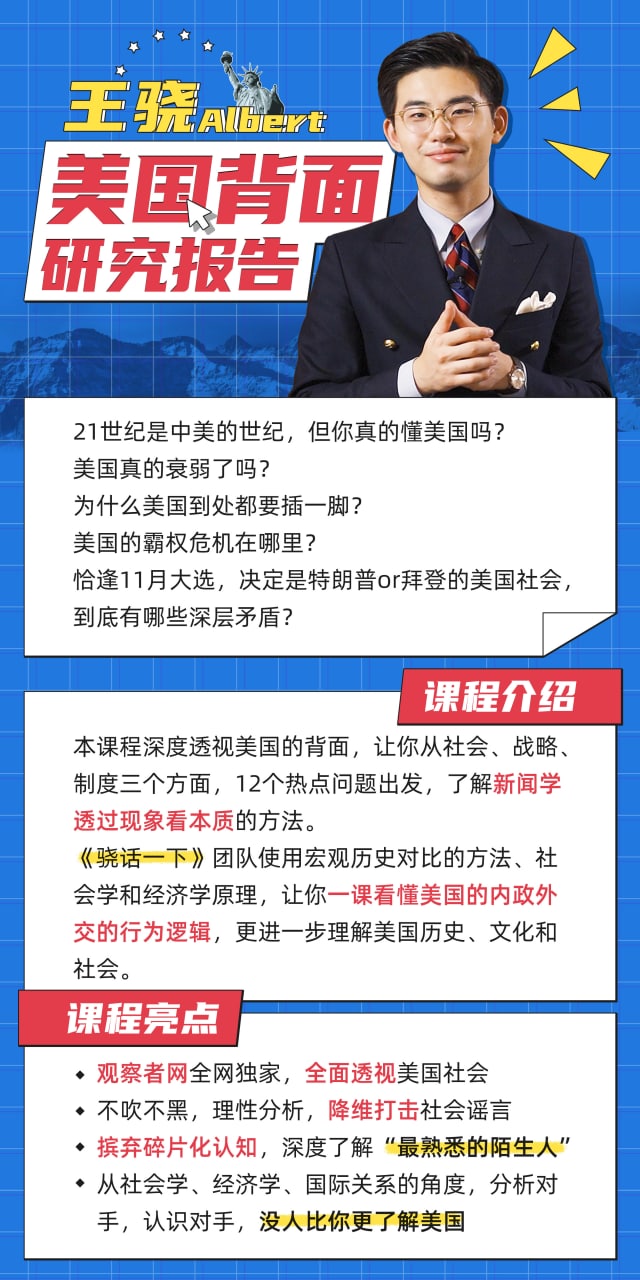 王骁Albert
美国背面
研究报告
21世纪是中美的世纪，但你真的懂美国吗？
美国真的衰弱了吗？
为什么美国到处都要插一脚？
美国的霸权危机在哪里？
恰逢11月大选，决定是特朗普or拜登的美国社会，
到底有哪些深层矛盾？
课程介绍
本课程深度透视美国的背面，让你从社会、战略、
制度三个方面，12个热点问题出发，了解新闻学
透过现象看本质的方法。
《骁话一下》团队使用宏观历史对比的方法、社
会学和经济学原理，让你一课看懂美国的内政外
交的行为逻辑，更进一步理解美国历史、文化和
社会。
课程亮点
观察者网全网独家，全面透视美国社会
不吹不黑，理性分析，降维打击社会谣言
摈弃碎片化认知，深度了解“最熟悉的陌生人”
从社会学、经济学、国际关系的角度，分析对
手，认识对手，没人比你更了解美国